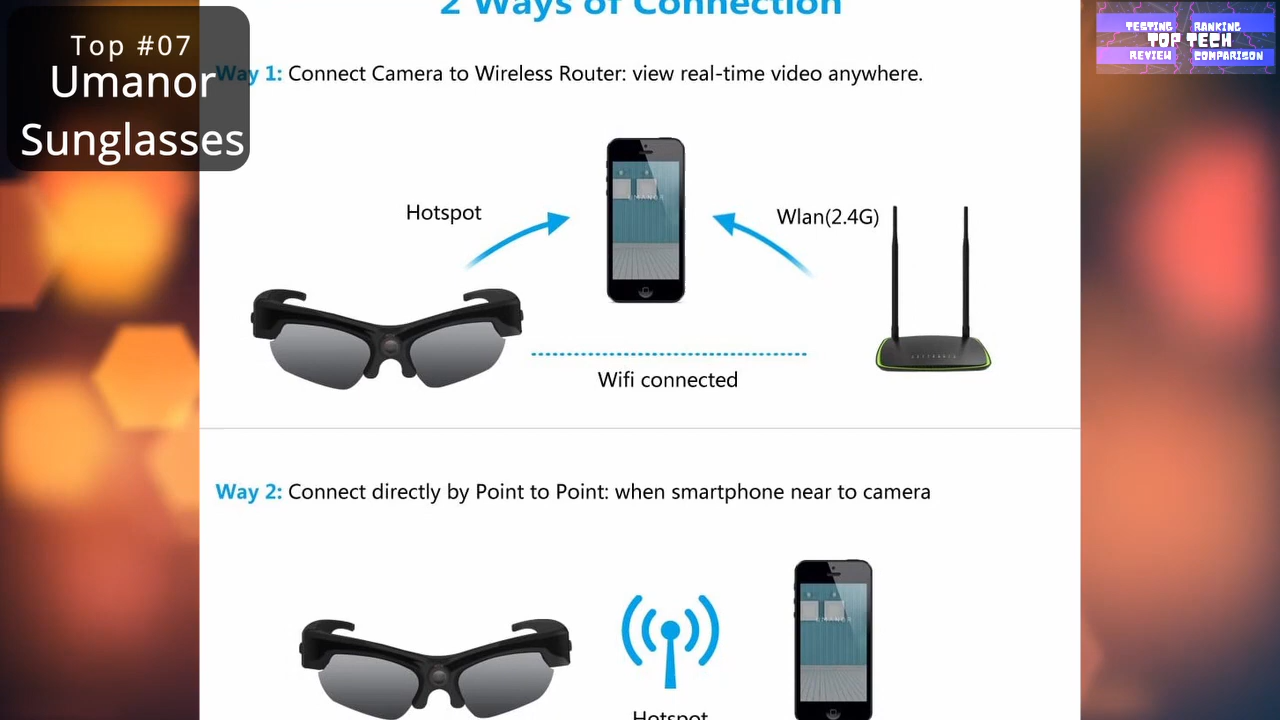 2 Ways of Connection
Top #07
Umanor
Sunglasses
TESTING RANKING
TOP TECH
REVIEW COMPARISON
Way 1: Connect Camera to Wireless Router: view real-time video anywhere.
Hotspot
Wlan(2.4G)
Wifi connected
Way 2: Connect directly by Point to Point: when smartphone near to camera
Hotspot